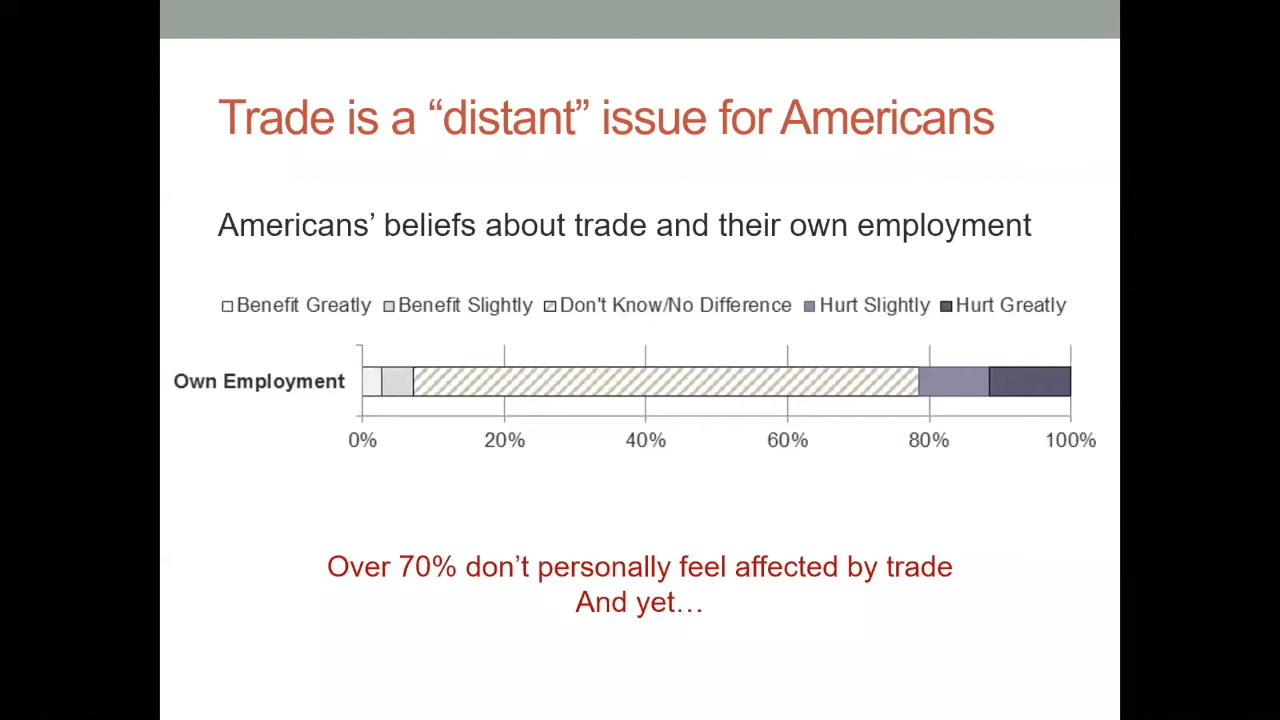 Trade is a “distant” issue for Americans
Americans’ beliefs about trade and their own employment
Benefit Greatly Benefit Slightly Don't Know/No Difference Hurt Slightly Hurt Greatly
Own Employment
0% 20% 40% 60% 80% 100%
Over 70% don’t personally feel affected by trade
And yet…